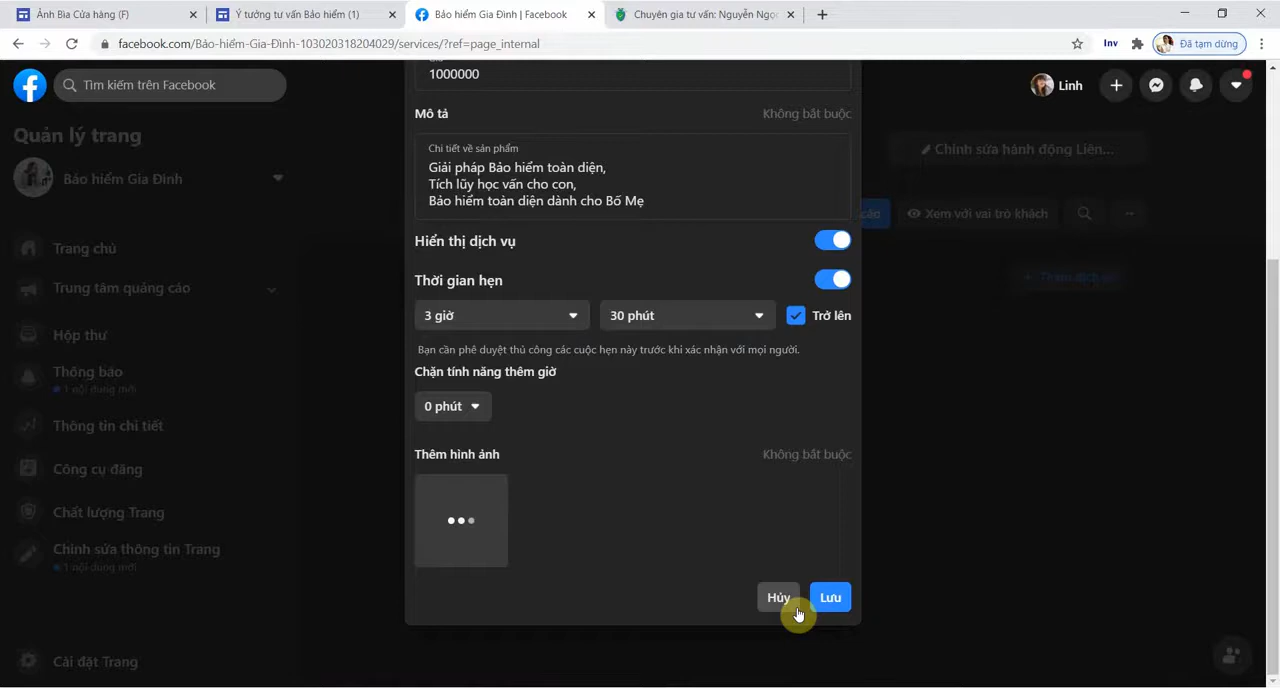 Ảnh Bìa Cửa hàng (F)
Ý tưởng tư vấn Bảo hiểm (1)
Bảo hiểm Gia Đình | Facebook
Chuyên gia tư vấn: Nguyễn Ngọc
facebook.com/Bảo-hiểm-Gia-Đình-103020318204029/services/?ref=page_internal
Inv
Đã tạm dừng
Tìm kiếm trên Facebook
Linh
Quản lý trang
Bảo hiểm Gia Đình
Trang chủ
Trung tâm quảng cáo
Hộp thư
Thông báo
1 nội dung mới
Thông tin chi tiết
Công cụ đăng
Chất lượng Trang
Chỉnh sửa thông tin Trang
1 nội dung mới
Cài đặt Trang
1000000
Mô tả
Không bắt buộc
Chi tiết về sản phẩm
Giải pháp Bảo hiểm toàn diện,
Tích lũy học vấn cho con,
Bảo hiểm toàn diện dành cho Bố Mẹ
Hiển thị dịch vụ
Thời gian hẹn
3 giờ
30 phút
Trở lên
Bạn cần phê duyệt thủ công các cuộc hẹn này trước khi xác nhận với mọi người.
Chặn tính năng thêm giờ
0 phút
Thêm hình ảnh
Không bắt buộc
Hủy
Lưu
Chỉnh sửa hành động Liên...
cáo
Xem với vai trò khách
+ Thêm dịch vụ